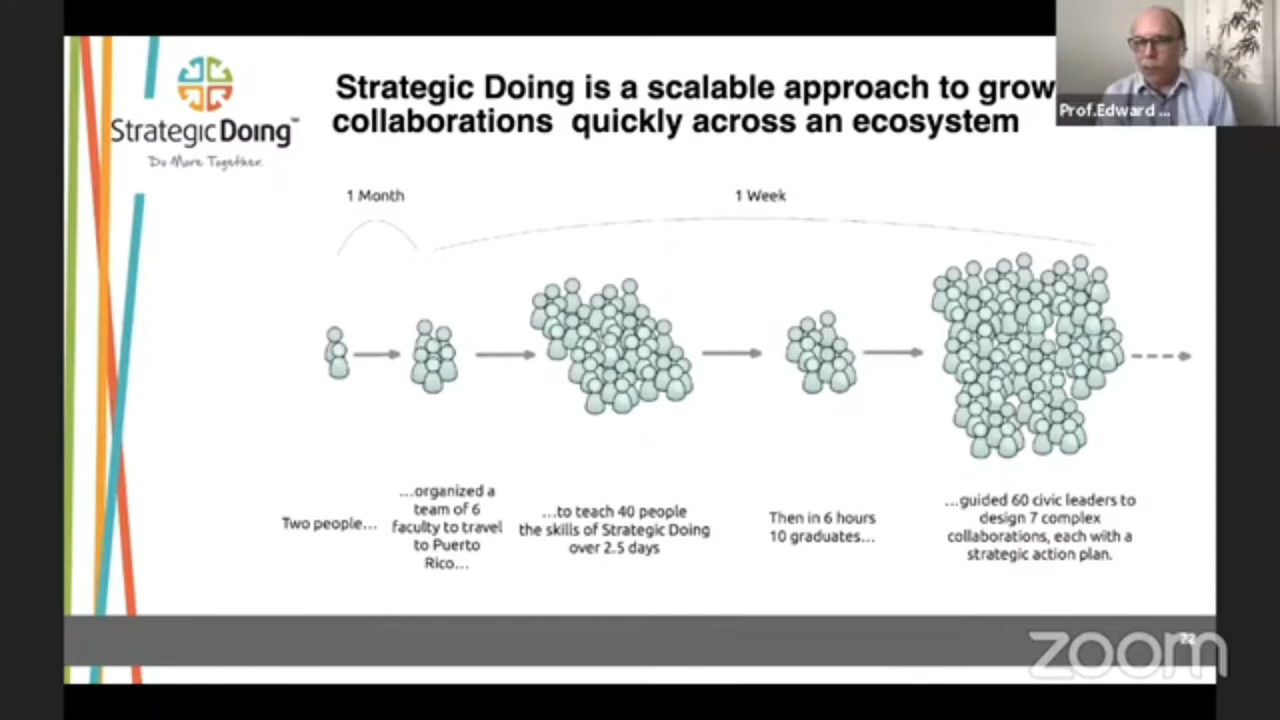 Prof.Edward ...
Strategic Doing is a scalable approach to grow
collaborations quickly across an ecosystem
StrategicDoing™
Do More Together.
1 Month
1 Week
Two people...
...organized a
team of 6
faculty to travel
to Puerto
Rico...
...to teach 40 people
the skills of Strategic Doing
over 2.5 days
Then in 6 hours
10 graduates...
...guided 60 civic leaders to
design 7 complex
collaborations, each with a
strategic action plan.
zoom